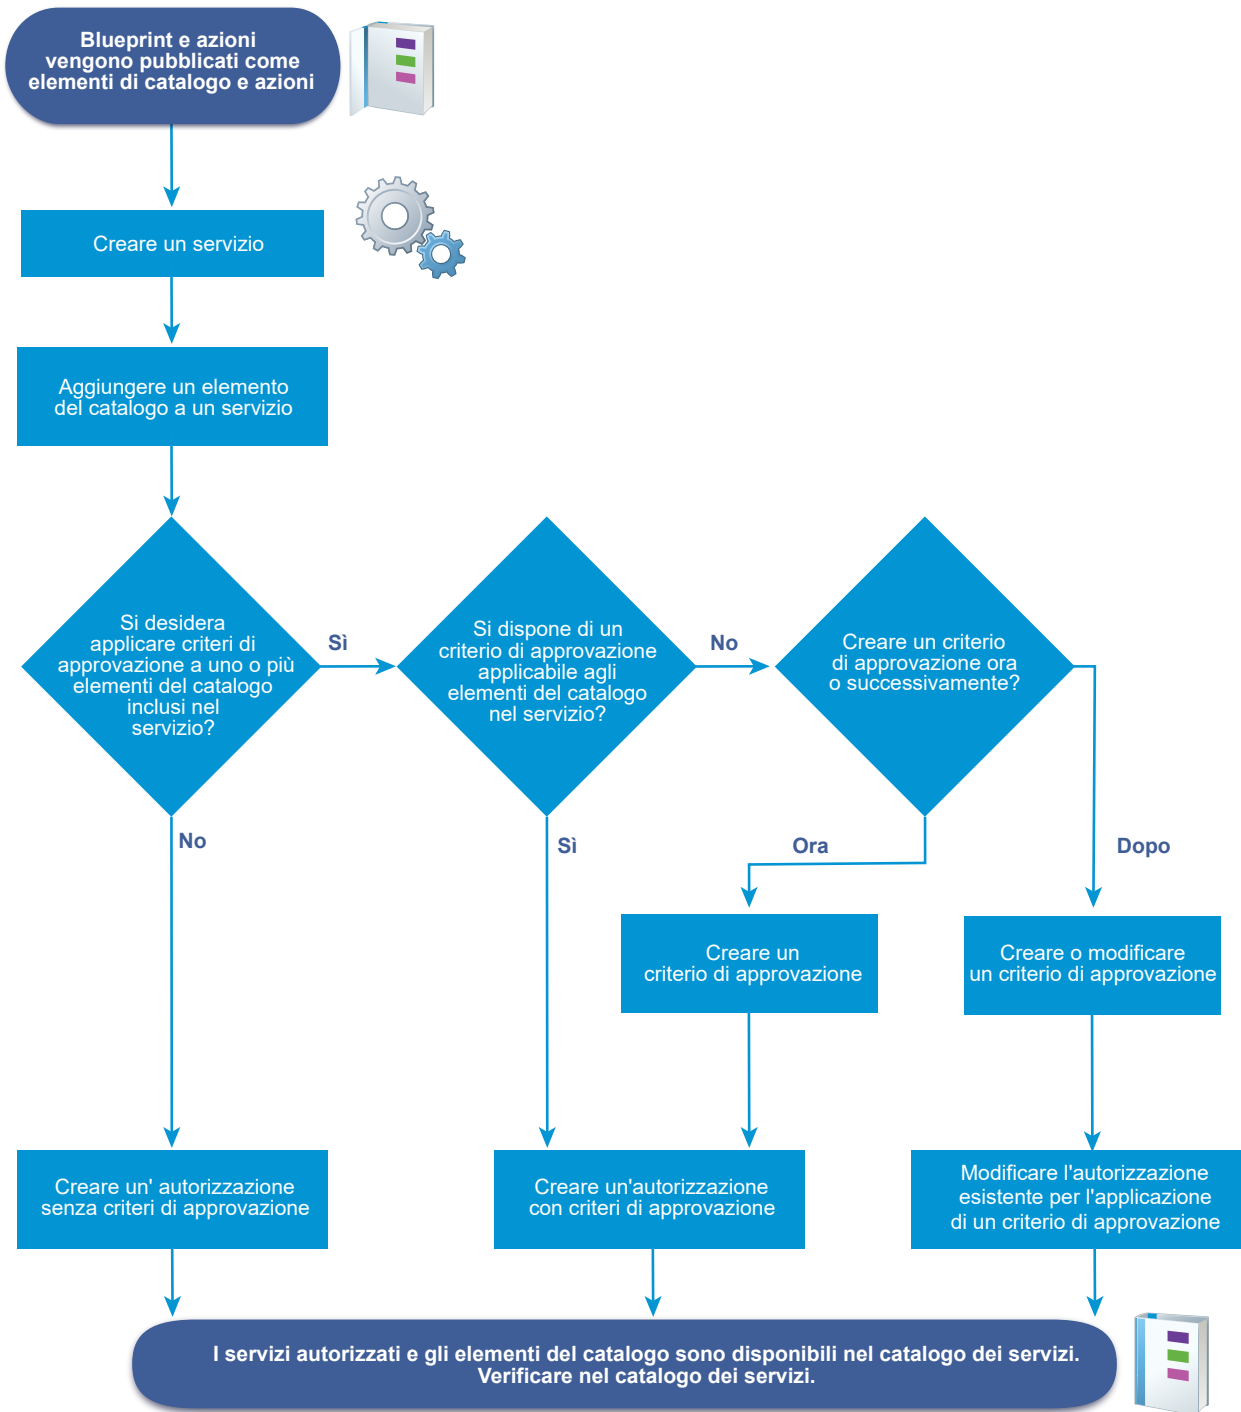 Blueprint e azioni
vengono pubblicati come
elementi di catalogo e azioni
Creare un servizio
Aggiungere un elemento
del catalogo a un servizio
Si desidera
applicare criteri di
approvazione a uno o più
elementi del catalogo
inclusi nel
servizio?
Sì
Si dispone di un
criterio di approvazione
applicabile agli
elementi del catalogo
nel servizio?
No
Creare un criterio
di approvazione ora
o successivamente?
No
Sì
Ora
Dopo
Creare un
criterio di approvazione
Creare o modificare
un criterio di approvazione
Creare un' autorizzazione
senza criteri di approvazione
Creare un'autorizzazione
con criteri di approvazione
Modificare l'autorizzazione
esistente per l'applicazione
di un criterio di approvazione
I servizi autorizzati e gli elementi del catalogo sono disponibili nel catalogo dei servizi.
Verificare nel catalogo dei servizi.